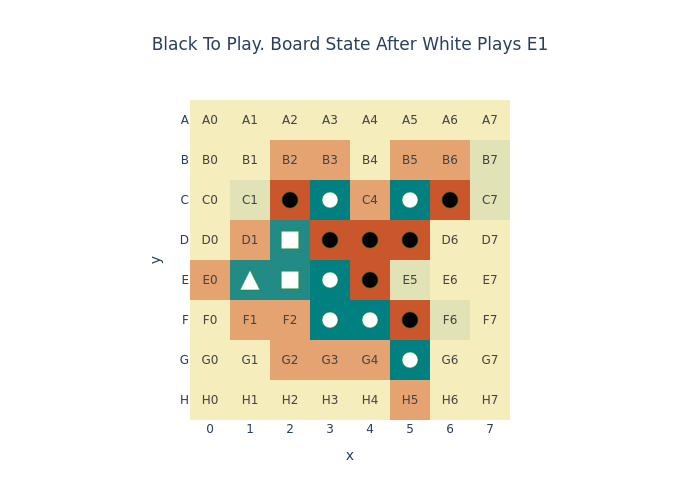 Black To Play. Board State After White Plays E1
A A0 A1 A2 A3 A4 A5 A6 A7
B B0 B1 B2 B3 B4 B5 B6 B7
C C0 C1 C4 C7
D D0 D1 D6 D7
E E0 E5 E6 E7
F F0 F1 F2 F6 F7
G G0 G1 G2 G3 G4 G6 G7
H H0 H1 H2 H3 H4 H5 H6 H7
0 1 2 3 4 5 6 7
x
y